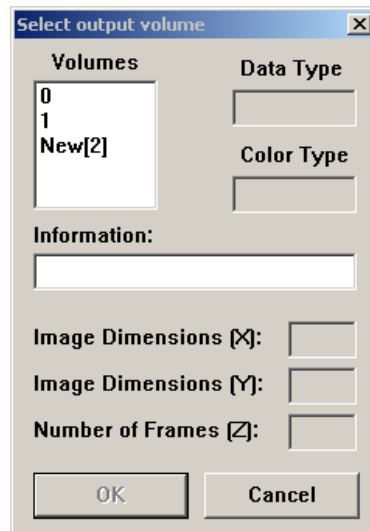 Select output volume
Volumes
0
1
New[2]
Data Type
Color Type
Information:
Image Dimensions (X):
Image Dimensions (Y):
Number of Frames (Z):
OK
Cancel